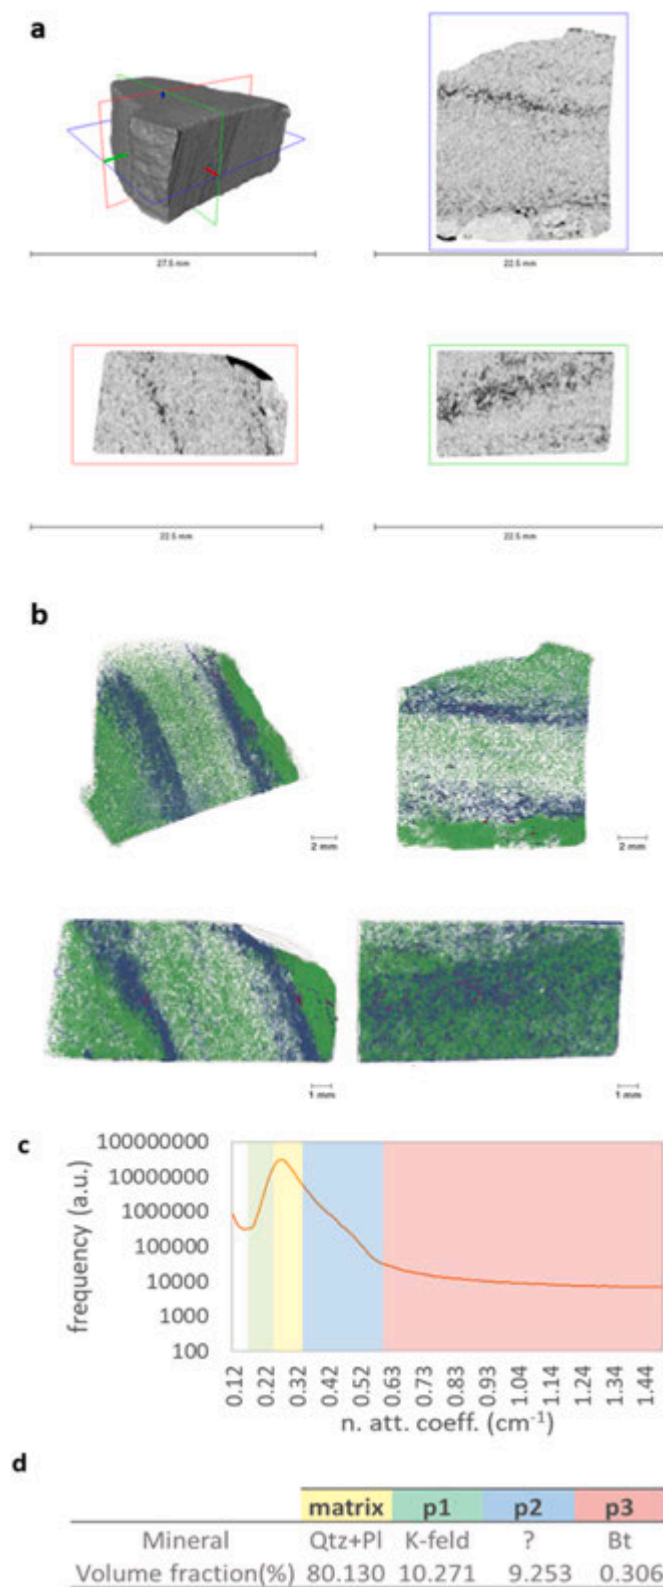 a
27.5 mm
22.5 mm
22.5 mm
22.5 mm
b
2 mm
2 mm
1 mm
1 mm
c
100000000
10000000
1000000
100000
10000
1000
100
frequency (a.u.)
0.12 0.22 0.32 0.42 0.52 0.63 0.73 0.83 0.93 1.04 1.14 1.24 1.34 1.44
n. att. coeff. (cm⁻¹)
d
matrix p1 p2 p3
Mineral Qtz+Pl K-feld ? Bt
Volume fraction(%) 80.130 10.271 9.253 0.306